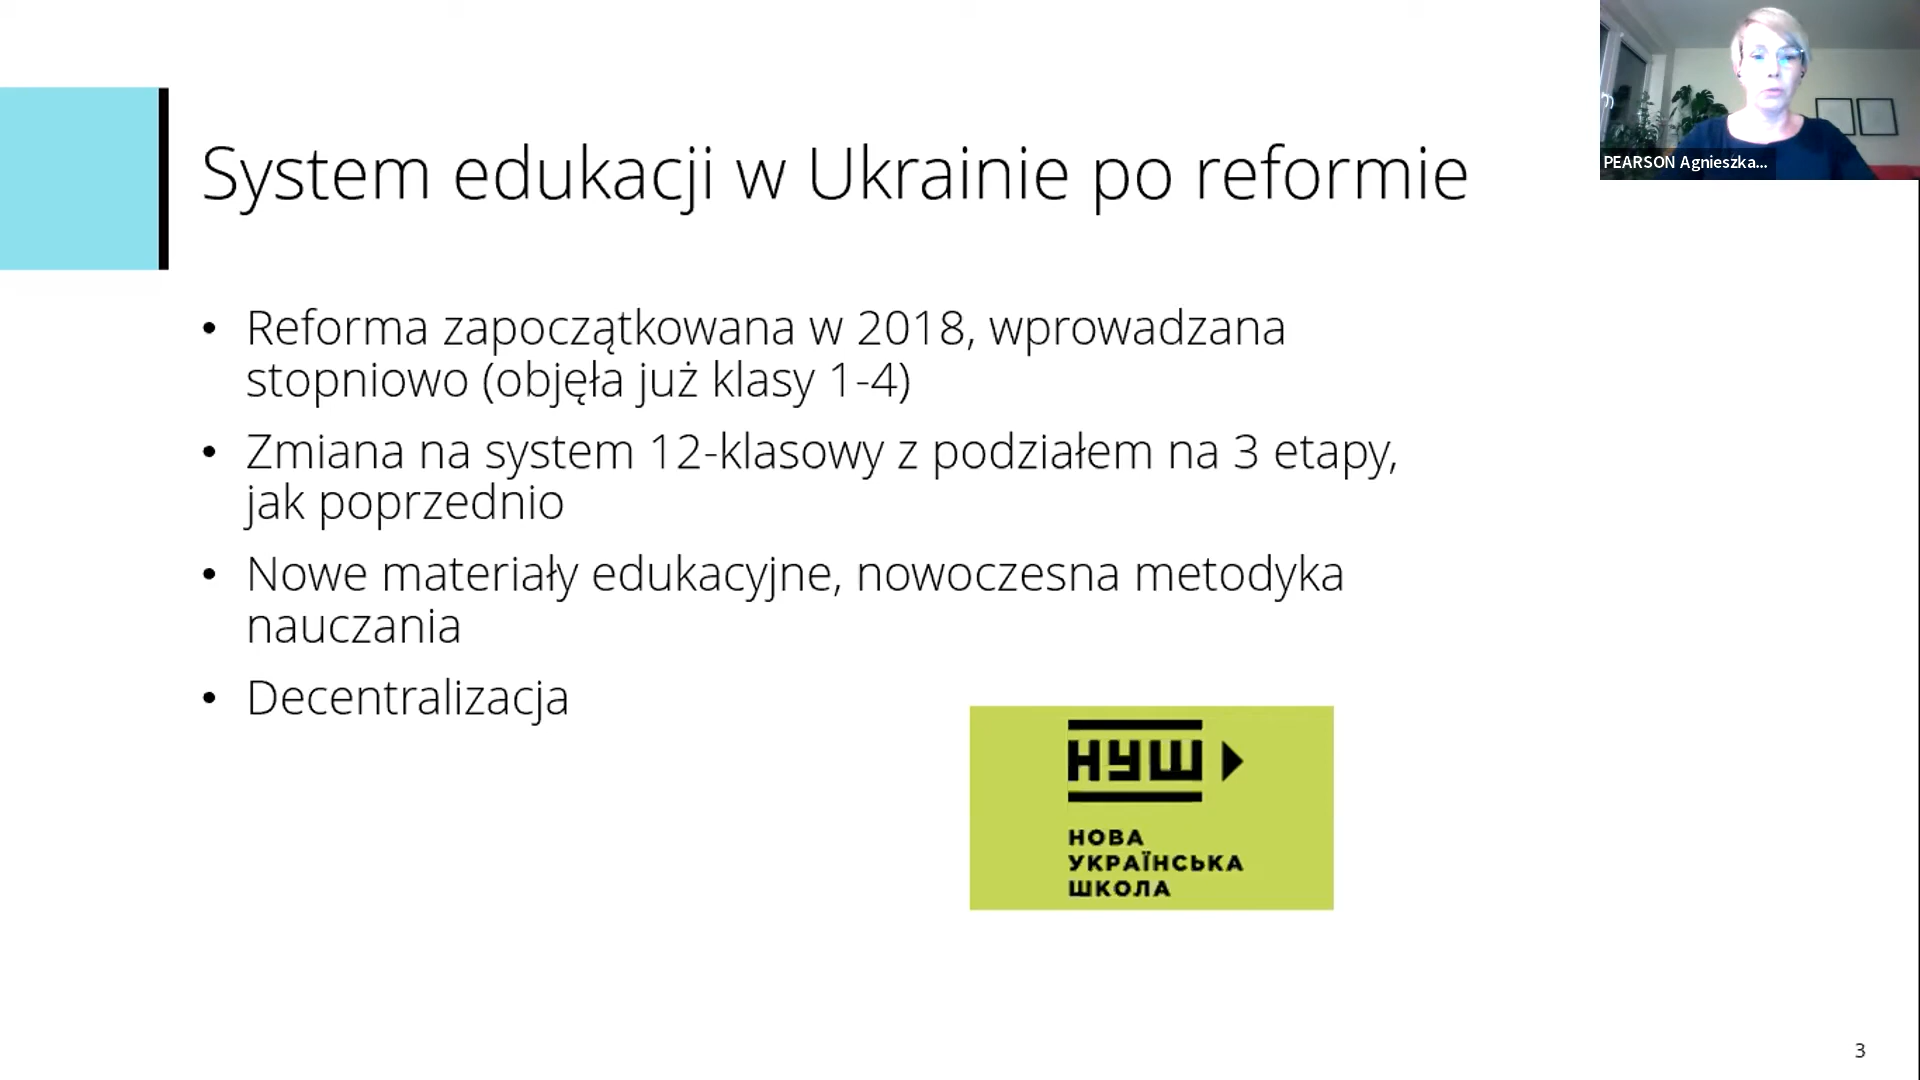 PEARSON Agnieszka...
System edukacji w Ukrainie po reformie
• Reforma zapoczątkowana w 2018, wprowadzana
stopniowo (objęła już klasy 1-4)
• Zmiana na system 12-klasowy z podziałem na 3 etapy,
jak poprzednio
• Nowe materiały edukacyjne, nowoczesna metodyka
nauczania
• Decentralizacja
НУШ
НОВА
УКРАЇНСЬКА
ШКОЛА
3